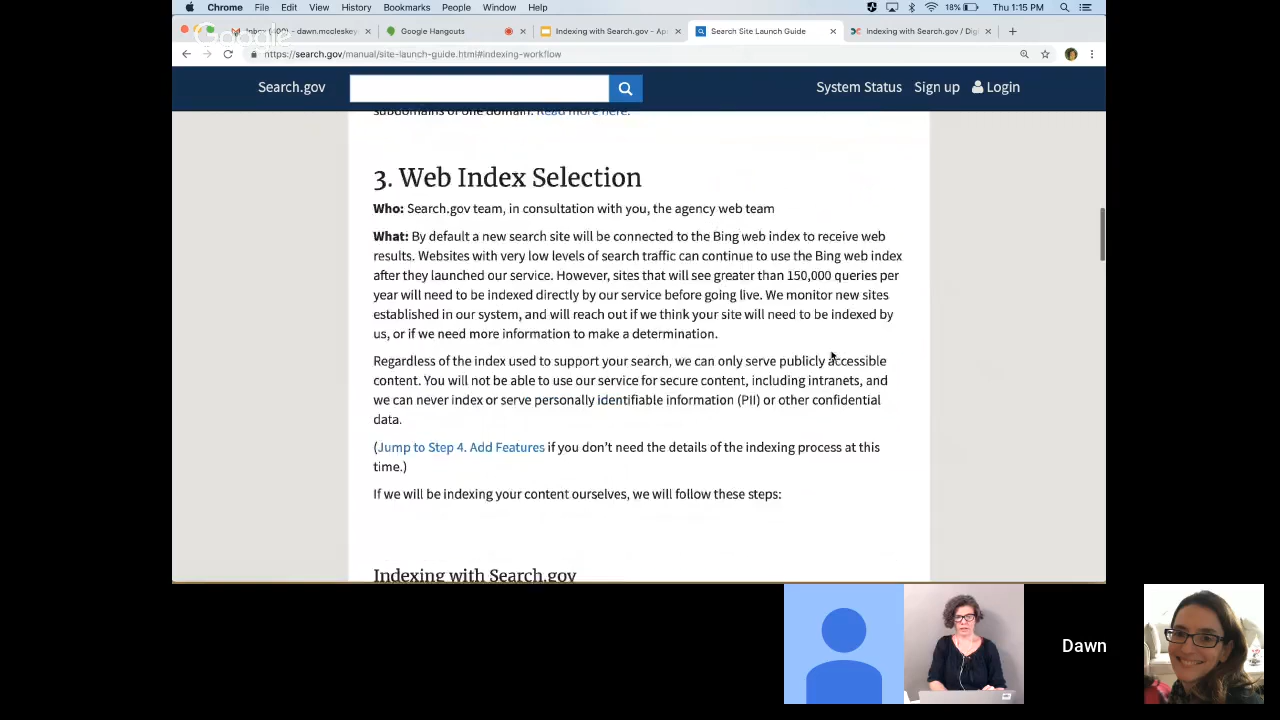 Chrome File Edit View History Bookmarks People Window Help 18% Thu 1:15 PM
Google Hangouts Indexing with Search.gov - Ap Search Site Launch Guide Indexing with Search.gov / Dig
https://search.gov/manual/site-launch-guide.html#indexing-workflow
Search.gov System Status Sign up Login
subdomains of site domain. Read more here.
3. Web Index Selection
Who: Search.gov team, in consultation with you, the agency web team
What: By default a new search site will be connected to the Bing web index to receive web
results. Websites with very low levels of search traffic can continue to use the Bing web index
after they launched our service. However, sites that will see greater than 150,000 queries per
year will need to be indexed directly by our service before going live. We monitor new sites
established in our system, and will reach out if we think your site will need to be indexed by
us, or if we need more information to make a determination.
Regardless of the index used to support your search, we can only serve publicly accessible
content. You will not be able to use our service for secure content, including intranets, and
we can never index or serve personally identifiable information (PII) or other confidential
data.
(Jump to Step 4. Add Features if you don't need the details of the indexing process at this
time.)
If we will be indexing your content ourselves, we will follow these steps:
Indexing with Search.gov
Dawn